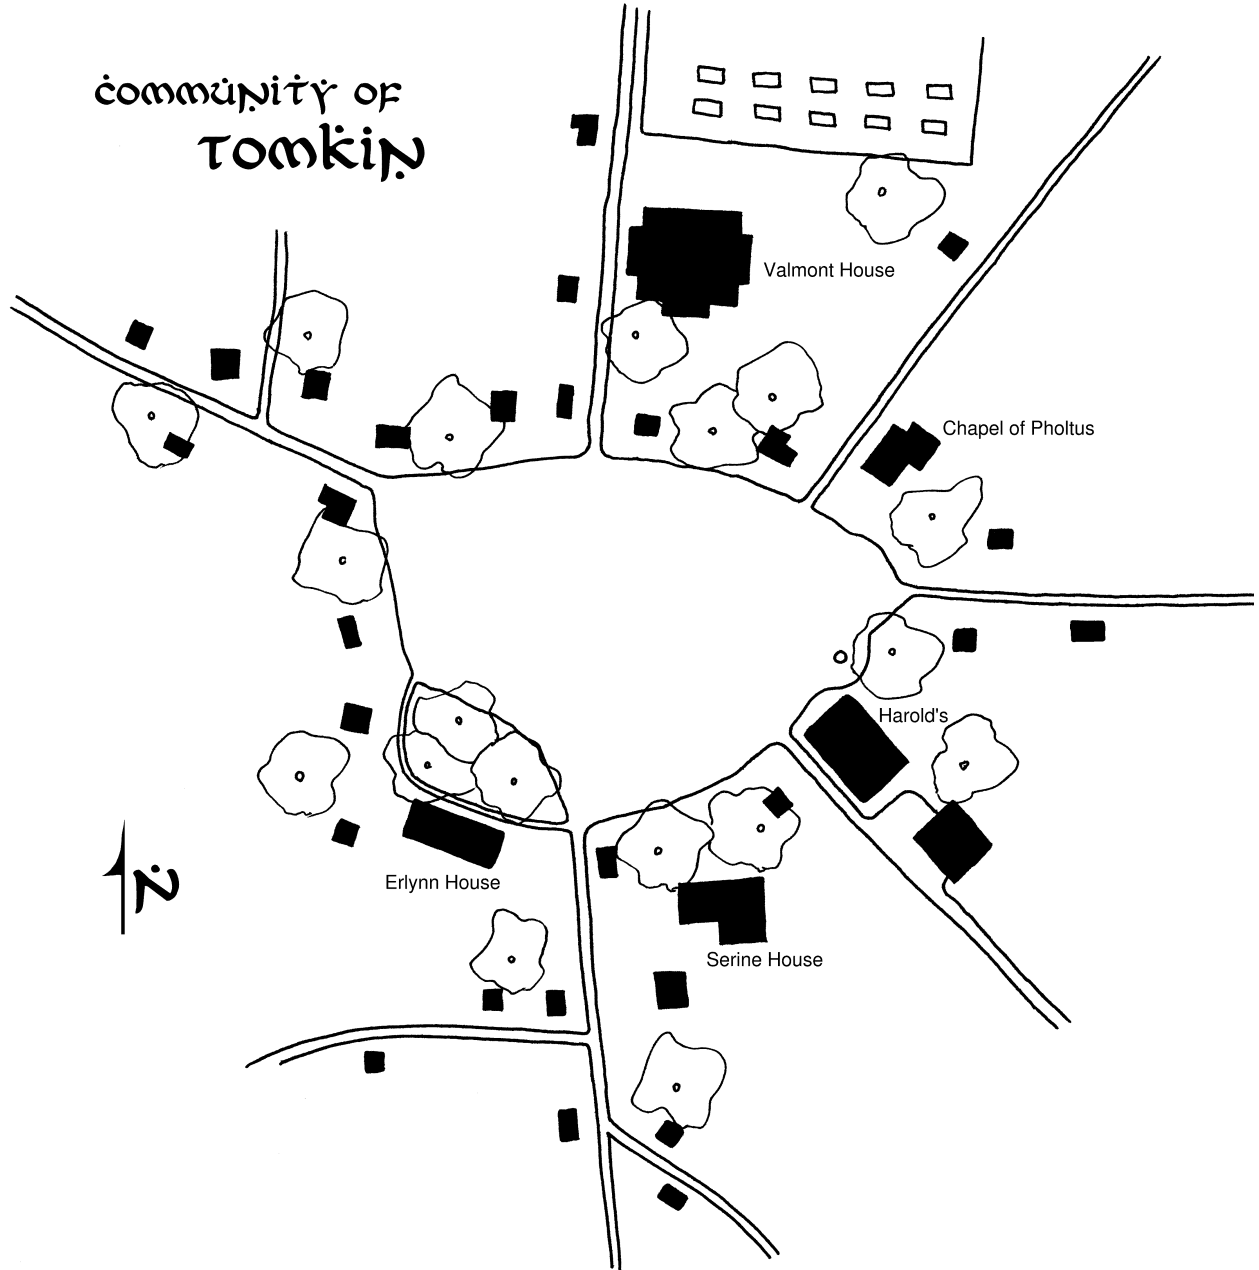 COMMUNITY OF
TOMKIN
Valmont House
Chapel of Pholtus
Harold's
Erlynn House
N
Serine House